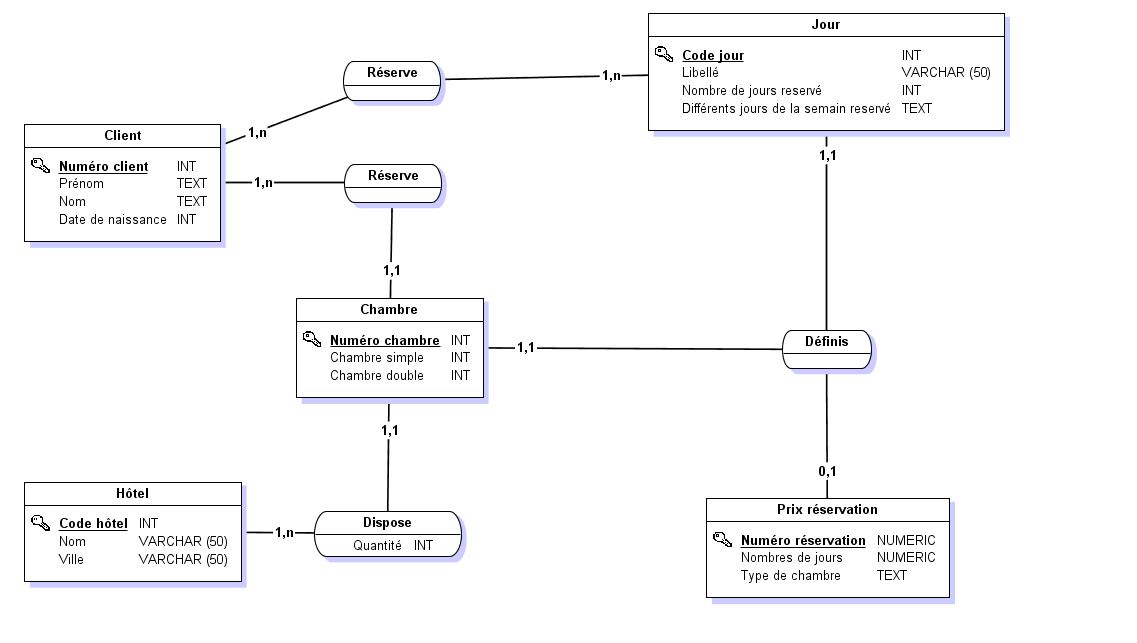 Jour
Code jour INT
Libellé VARCHAR (50)
Nombre de jours reservé INT
Différents jours de la semain reservé TEXT
Réserve
1,n
1,n
Client
Numéro client INT
Prénom TEXT
Nom TEXT
Date de naissance INT
1,n
Réserve
1,1
1,1
Chambre
Numéro chambre INT
Chambre simple INT
Chambre double INT
1,1
Définis
1,1
0,1
Hôtel
Code hôtel INT
Nom VARCHAR (50)
Ville VARCHAR (50)
1,n
Dispose
Quantité INT
Prix réservation
Numéro réservation NUMERIC
Nombres de jours NUMERIC
Type de chambre TEXT